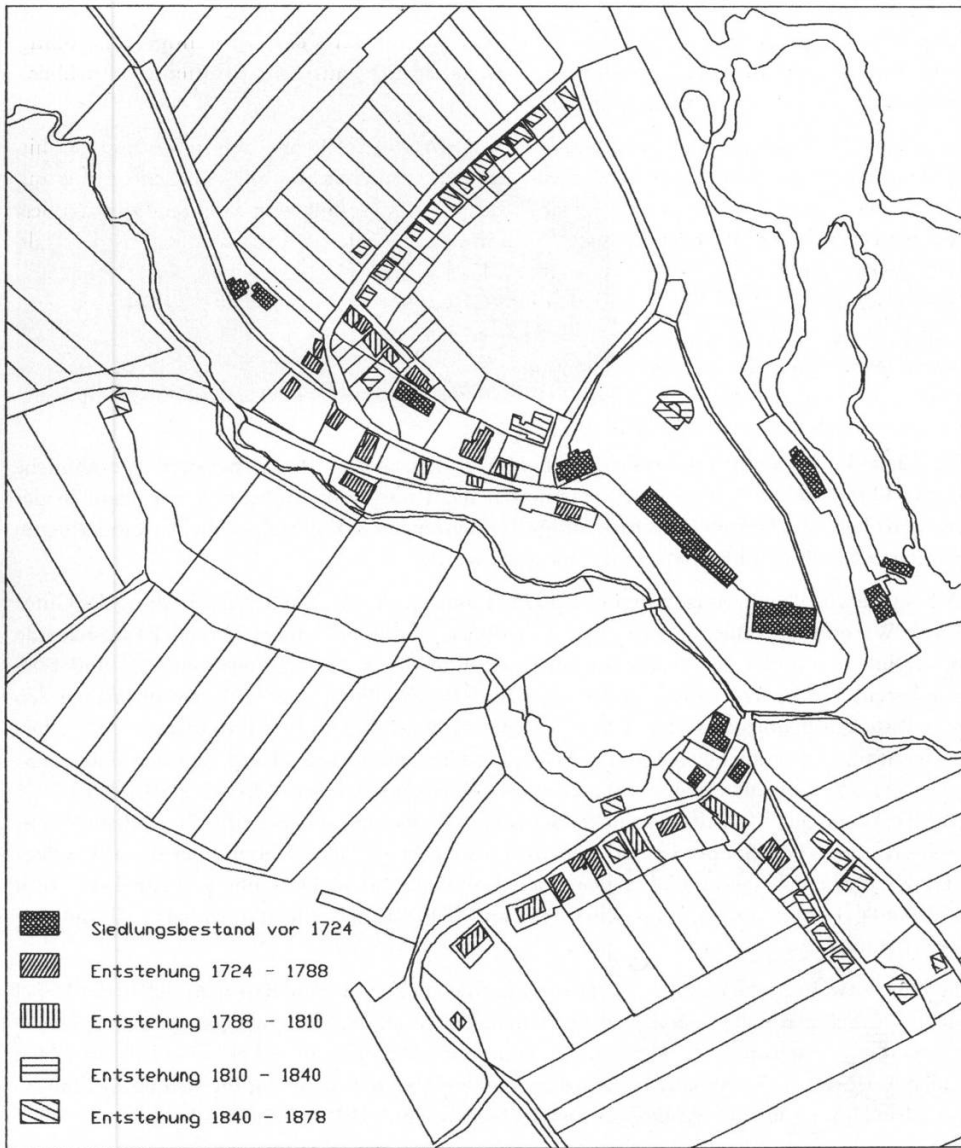 Siedlungsbestand vor 1724
Entstehung 1724 - 1788
Entstehung 1788 - 1810
Entstehung 1810 - 1840
Entstehung 1840 - 1878